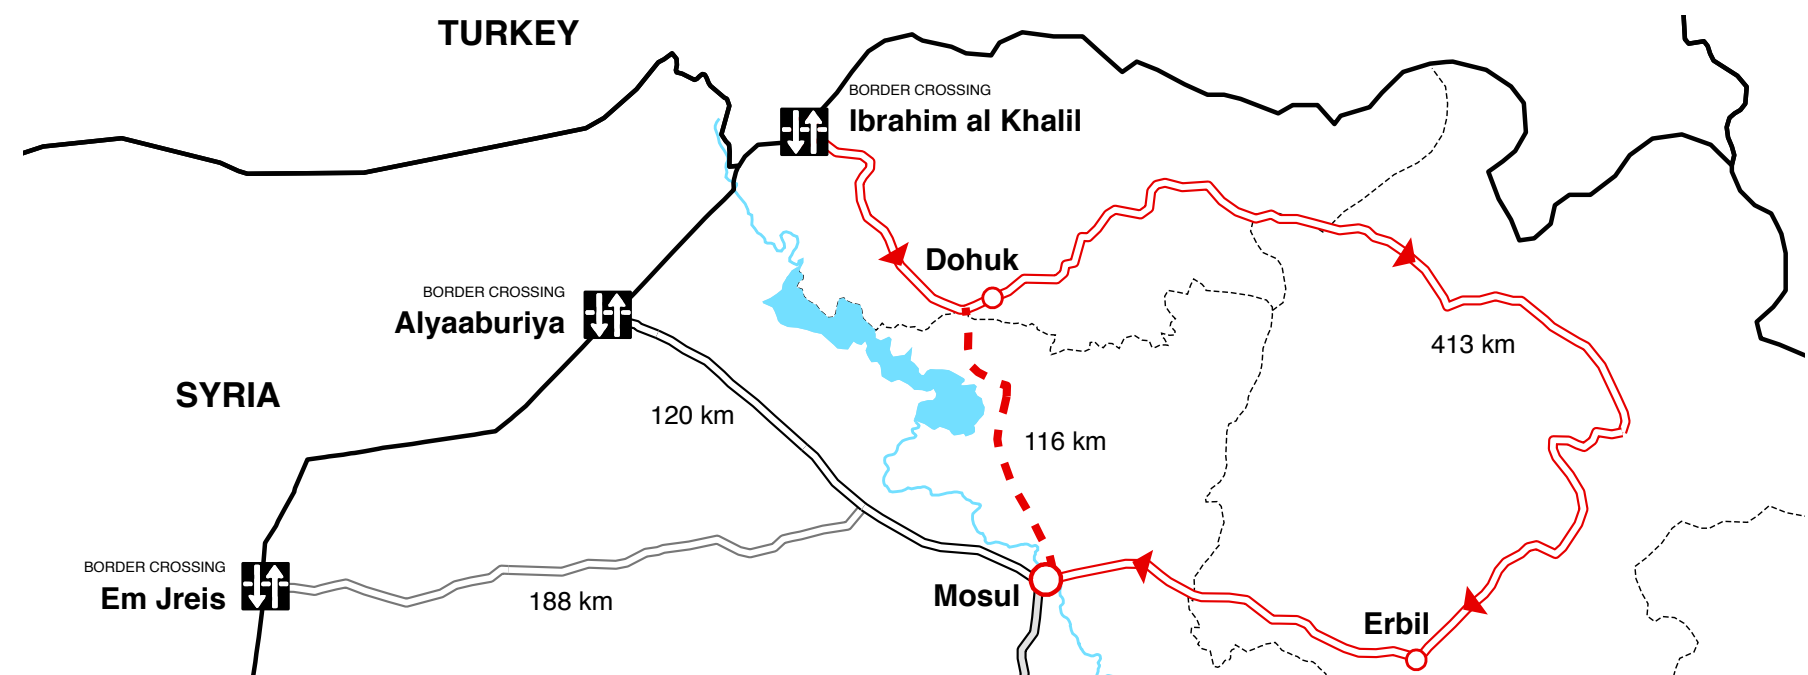 TURKEY
BORDER CROSSING
Ibrahim al Khalil
Dohuk
BORDER CROSSING
Alyaaburiya
413 km
SYRIA
120 km
116 km
BORDER CROSSING
Em Jreis
188 km
Mosul
Erbil